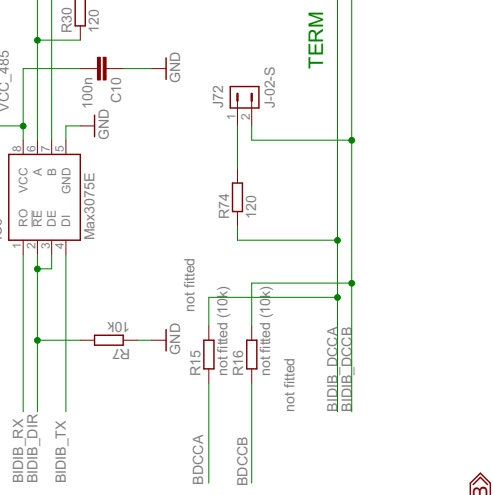 R30
120
VCC_485
100n
C10
GND
GND
TERM
J72
J-02-S
1
2
8
6
7
5
VCC
A
B
GND
RO
RE
DE
DI
Max3075E
1
2
3
4
R74
120
not fitted
10k
R7
GND
R15
not fitted (10k)
R16
not fitted (10k)
not fitted
BIDIB_DCCA
BIDIB_DCCB
BIDIB_RX
BIDIB_DIR
BIDIB_TX
BDCCA
BDCCB